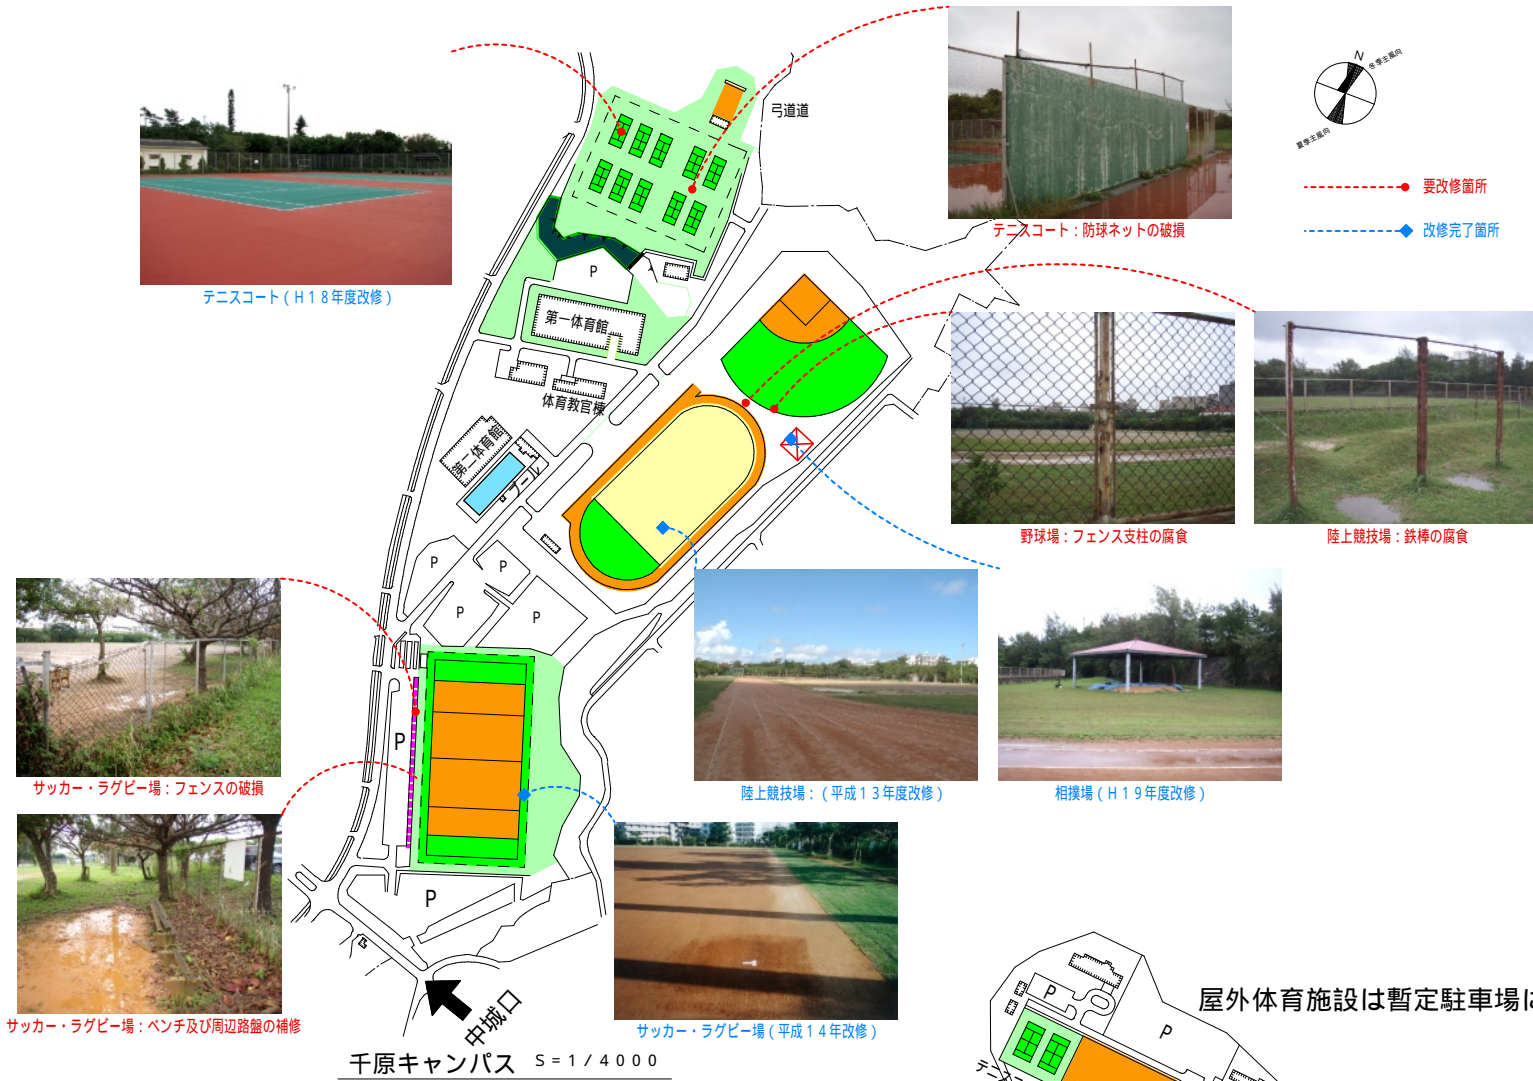 弓道道
N
冬季主風向
夏季主風向
要改修箇所
改修完了箇所
テニスコート：防球ネットの破損
テニスコート（Ｈ１８年度改修）
P
第一体育館
体育教官棟
第二体育館
プール
野球場：フェンス支柱の腐食
陸上競技場：鉄棒の腐食
P
P
P
P
サッカー・ラグビー場：フェンスの破損
P
陸上競技場：（平成１３年度改修）
相撲場（Ｈ１９年度改修）
P
サッカー・ラグビー場：ベンチ及び周辺路盤の補修
サッカー・ラグビー場（平成１４年改修）
中城口
千原キャンパス Ｓ＝１／４０００
P
P
屋外体育施設は暫定駐車場